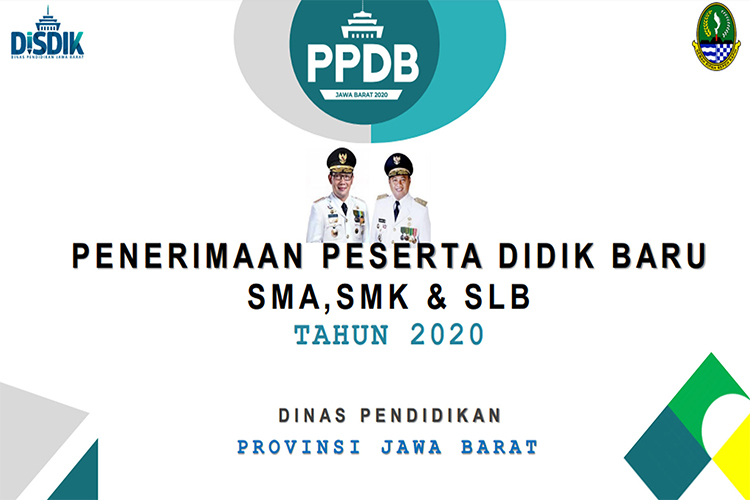 DiSDIK
DINAS PENDIDIKAN JAWA BARAT
PPDB
JAWA BARAT 2020
PENERIMAAN PESERTA DIDIK BARU
SMA,SMK & SLB
TAHUN 2020
DINAS PENDIDIKAN
PROVINSI JAWA BARAT